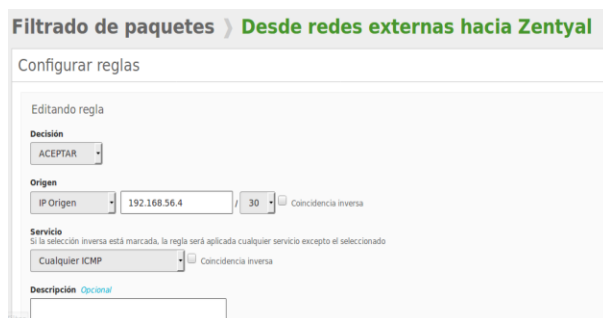 Filtrado de paquetes ❭ Desde redes externas hacia Zentyal
Configurar reglas
Editando regla
Decisión
ACEPTAR
Origen
IP Origen 192.168.56.4 / 30 Coincidencia inversa
Servicio
Si la selección inversa está marcada, la regla será aplicada cualquier servicio excepto el seleccionado
Cualquier ICMP Coincidencia inversa
Descripción Opcional